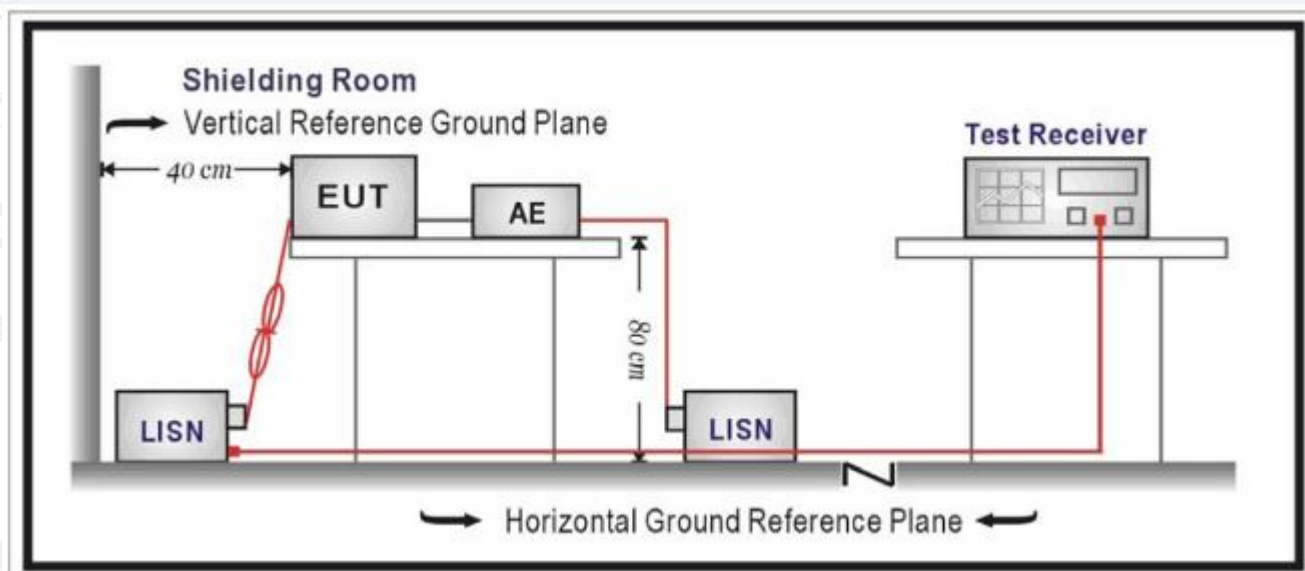 Shielding Room
Vertical Reference Ground Plane
Test Receiver
40 cm
EUT
AE
80 cm
LISN
LISN
Horizontal Ground Reference Plane